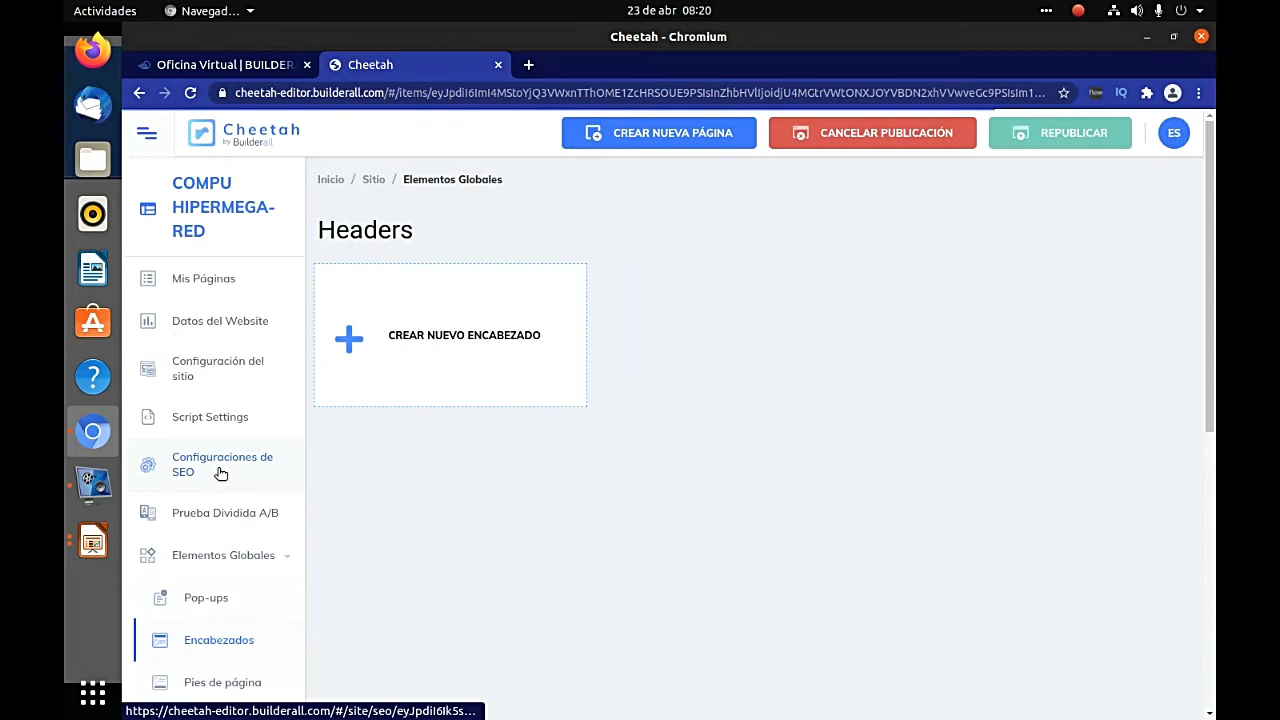 Actividades
Navegad...
23 de abr 08:20
Cheetah - Chromium
Oficina Virtual | BUILDER
Cheetah
cheetah-editor.builderall.com/#/items/eyJpdiI6ImI4MStoYjQ3VWxnTThOME1ZcHRSOUE9PSIsInZhbHVlIjoidjU4MGtrVWtONXJOYVBDN2xhVVwveGc9PSIsIm1...
flow
IQ
Cheetah
by Builderall
CREAR NUEVA PÁGINA
CANCELAR PUBLICACIÓN
REPUBLICAR
ES
COMPU
HIPERMEGA-
RED
Inicio / Sitio / Elementos Globales
Headers
CREAR NUEVO ENCABEZADO
Mis Páginas
Datos del Website
Configuración del
sitio
Script Settings
Configuraciones de
SEO
Prueba Dividida A/B
Elementos Globales
Pop-ups
Encabezados
Pies de página
https://cheetah-editor.builderall.com/#/site/seo/eyJpdiI6Ik5s...